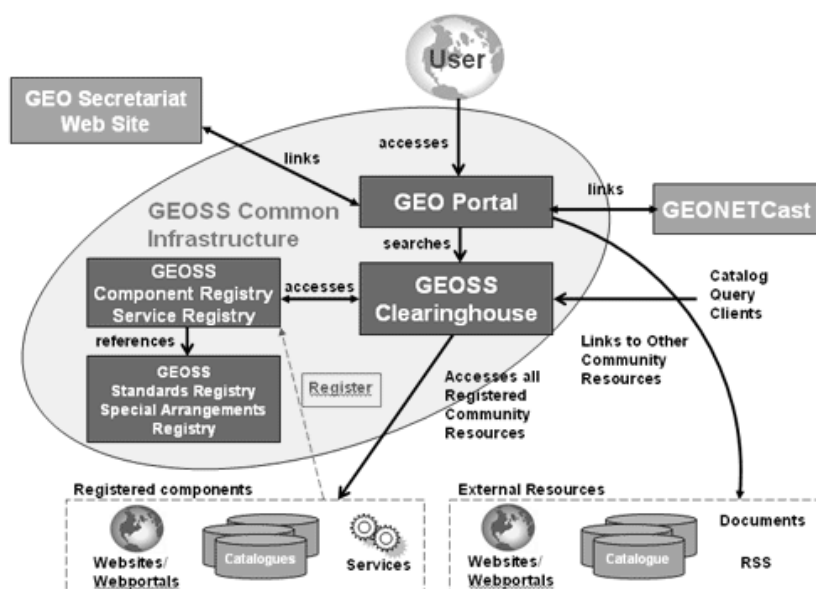 User
GEO Secretariat
Web Site
accesses
links
GEO Portal
links
GEONETCast
GEOSS Common
Infrastructure
searches
GEOSS
Component Registry
Service Registry
accesses
GEOSS
Clearinghouse
Catalog
Query
Clients
references
GEOSS
Standards Registry
Special Arrangements
Registry
Register
Accesses all
Registered
Community
Resources
Links to Other
Community
Resources
Registered components
Websites/
Webportals
Catalogues
Services
External Resources
Websites/
Webportals
Catalogue
Documents
RSS